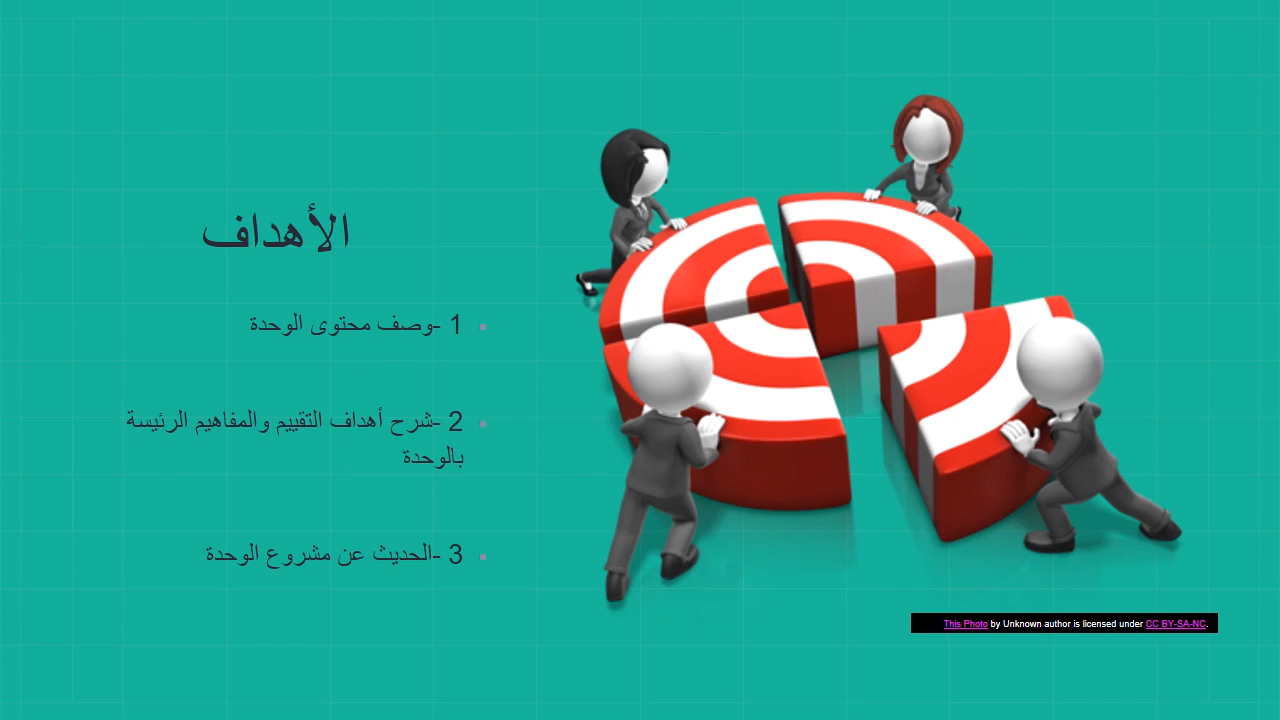 الأهداف
1 -وصف محتوى الوحدة
2 -شرح أهداف التقييم والمفاهيم الرئيسة
بالوحدة
3 -الحديث عن مشروع الوحدة
This Photo by Unknown author is licensed under CC BY-SA-NC.